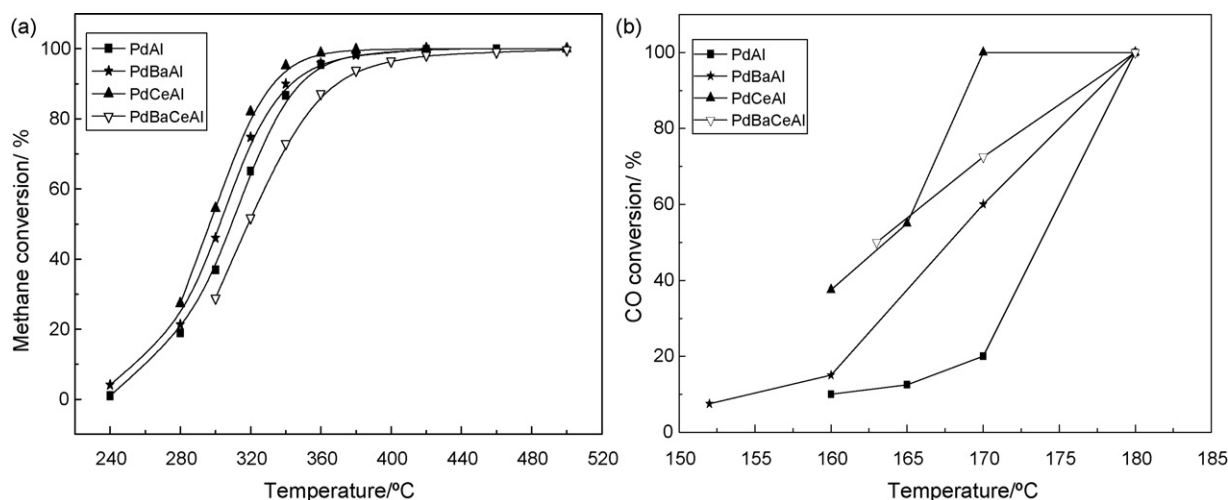 (a)
PdAl
PdBaAl
PdCeAl
PdBaCeAl
Methane conversion/ %
100
80
60
40
20
0
240 280 320 360 400 440 480 520
Temperature/ºC
(b)
PdAl
PdBaAl
PdCeAl
PdBaCeAl
CO conversion/ %
100
80
60
40
20
0
150 155 160 165 170 175 180 185
Temperature/ºC